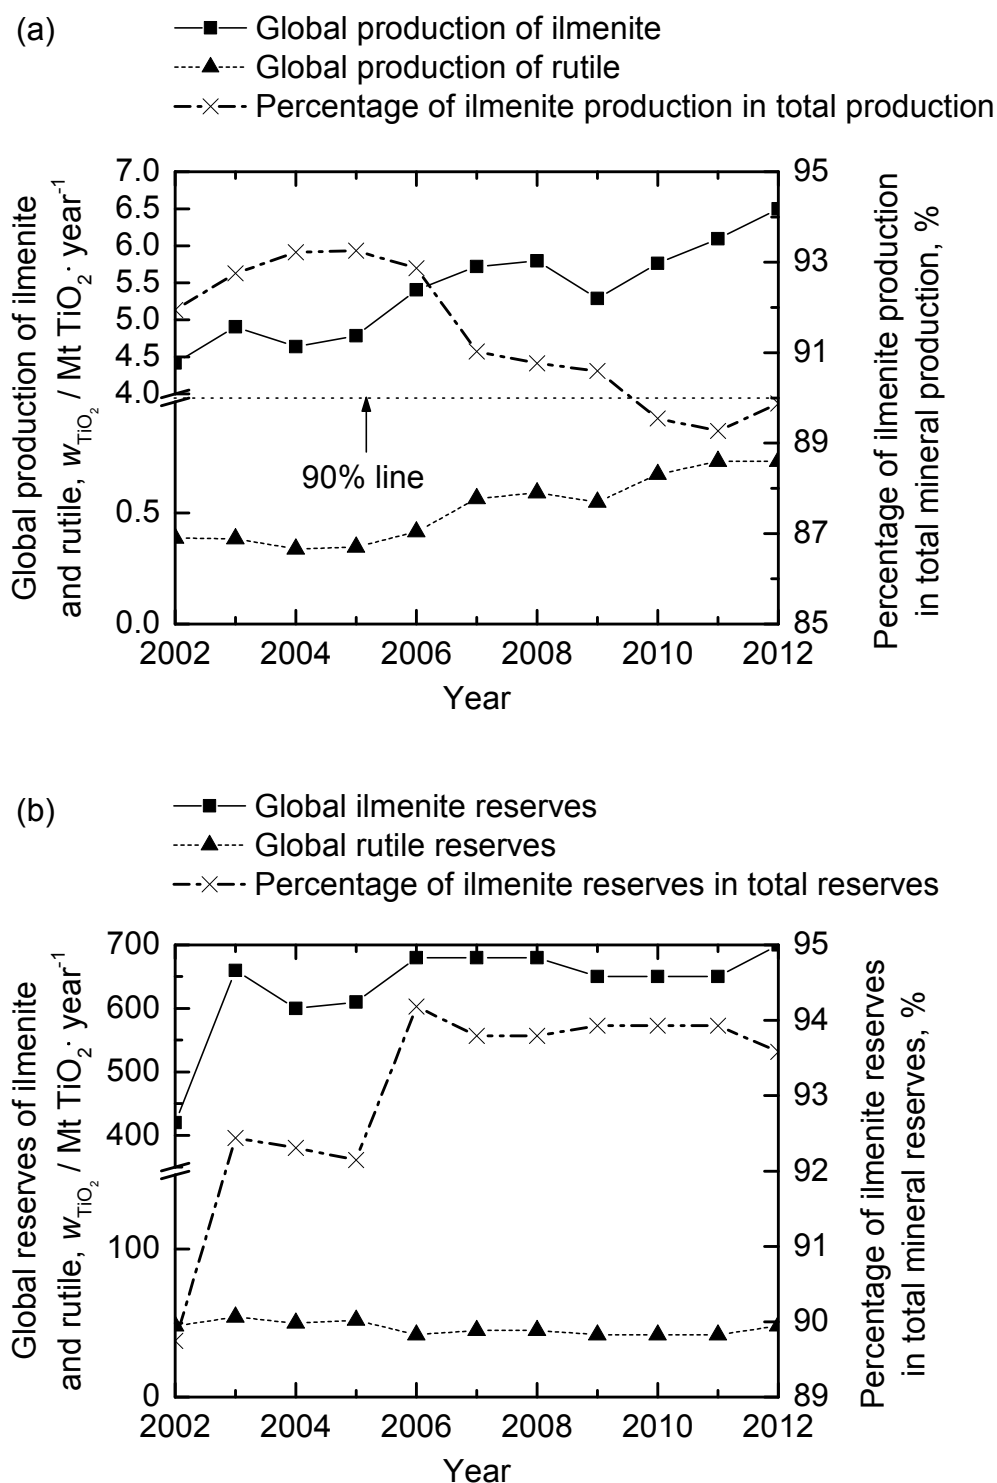 (a)
Global production of ilmenite
Global production of rutile
Percentage of ilmenite production in total production
Global production of ilmenite
and rutile, w_TiO₂ / Mt TiO₂· year⁻¹
7.0
6.5
6.0
5.5
5.0
4.5
4.0
1.0
0.5
0.0
90% line
95
93
91
89
87
85
Percentage of ilmenite production
in total mineral production, %
2002 2004 2006 2008 2010 2012
Year
(b)
Global ilmenite reserves
Global rutile reserves
Percentage of ilmenite reserves in total reserves
Global reserves of ilmenite
and rutile, w_TiO₂ / Mt TiO₂· year⁻¹
700
600
500
400
100
0
95
94
93
92
91
90
89
Percentage of ilmenite reserves
in total mineral reserves, %
2002 2004 2006 2008 2010 2012
Year